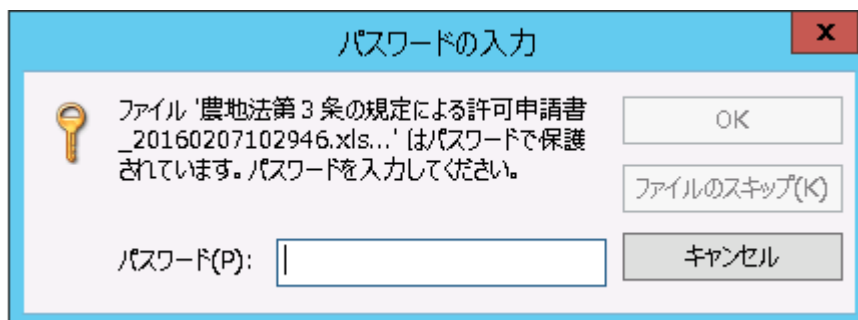 パスワードの入力
x
ファイル '農地法第３条の規定による許可申請書
_20160207102946.xls...' はパスワードで保護
されています。パスワードを入力してください。
OK
ファイルのスキップ(K)
パスワード(P):
キャンセル